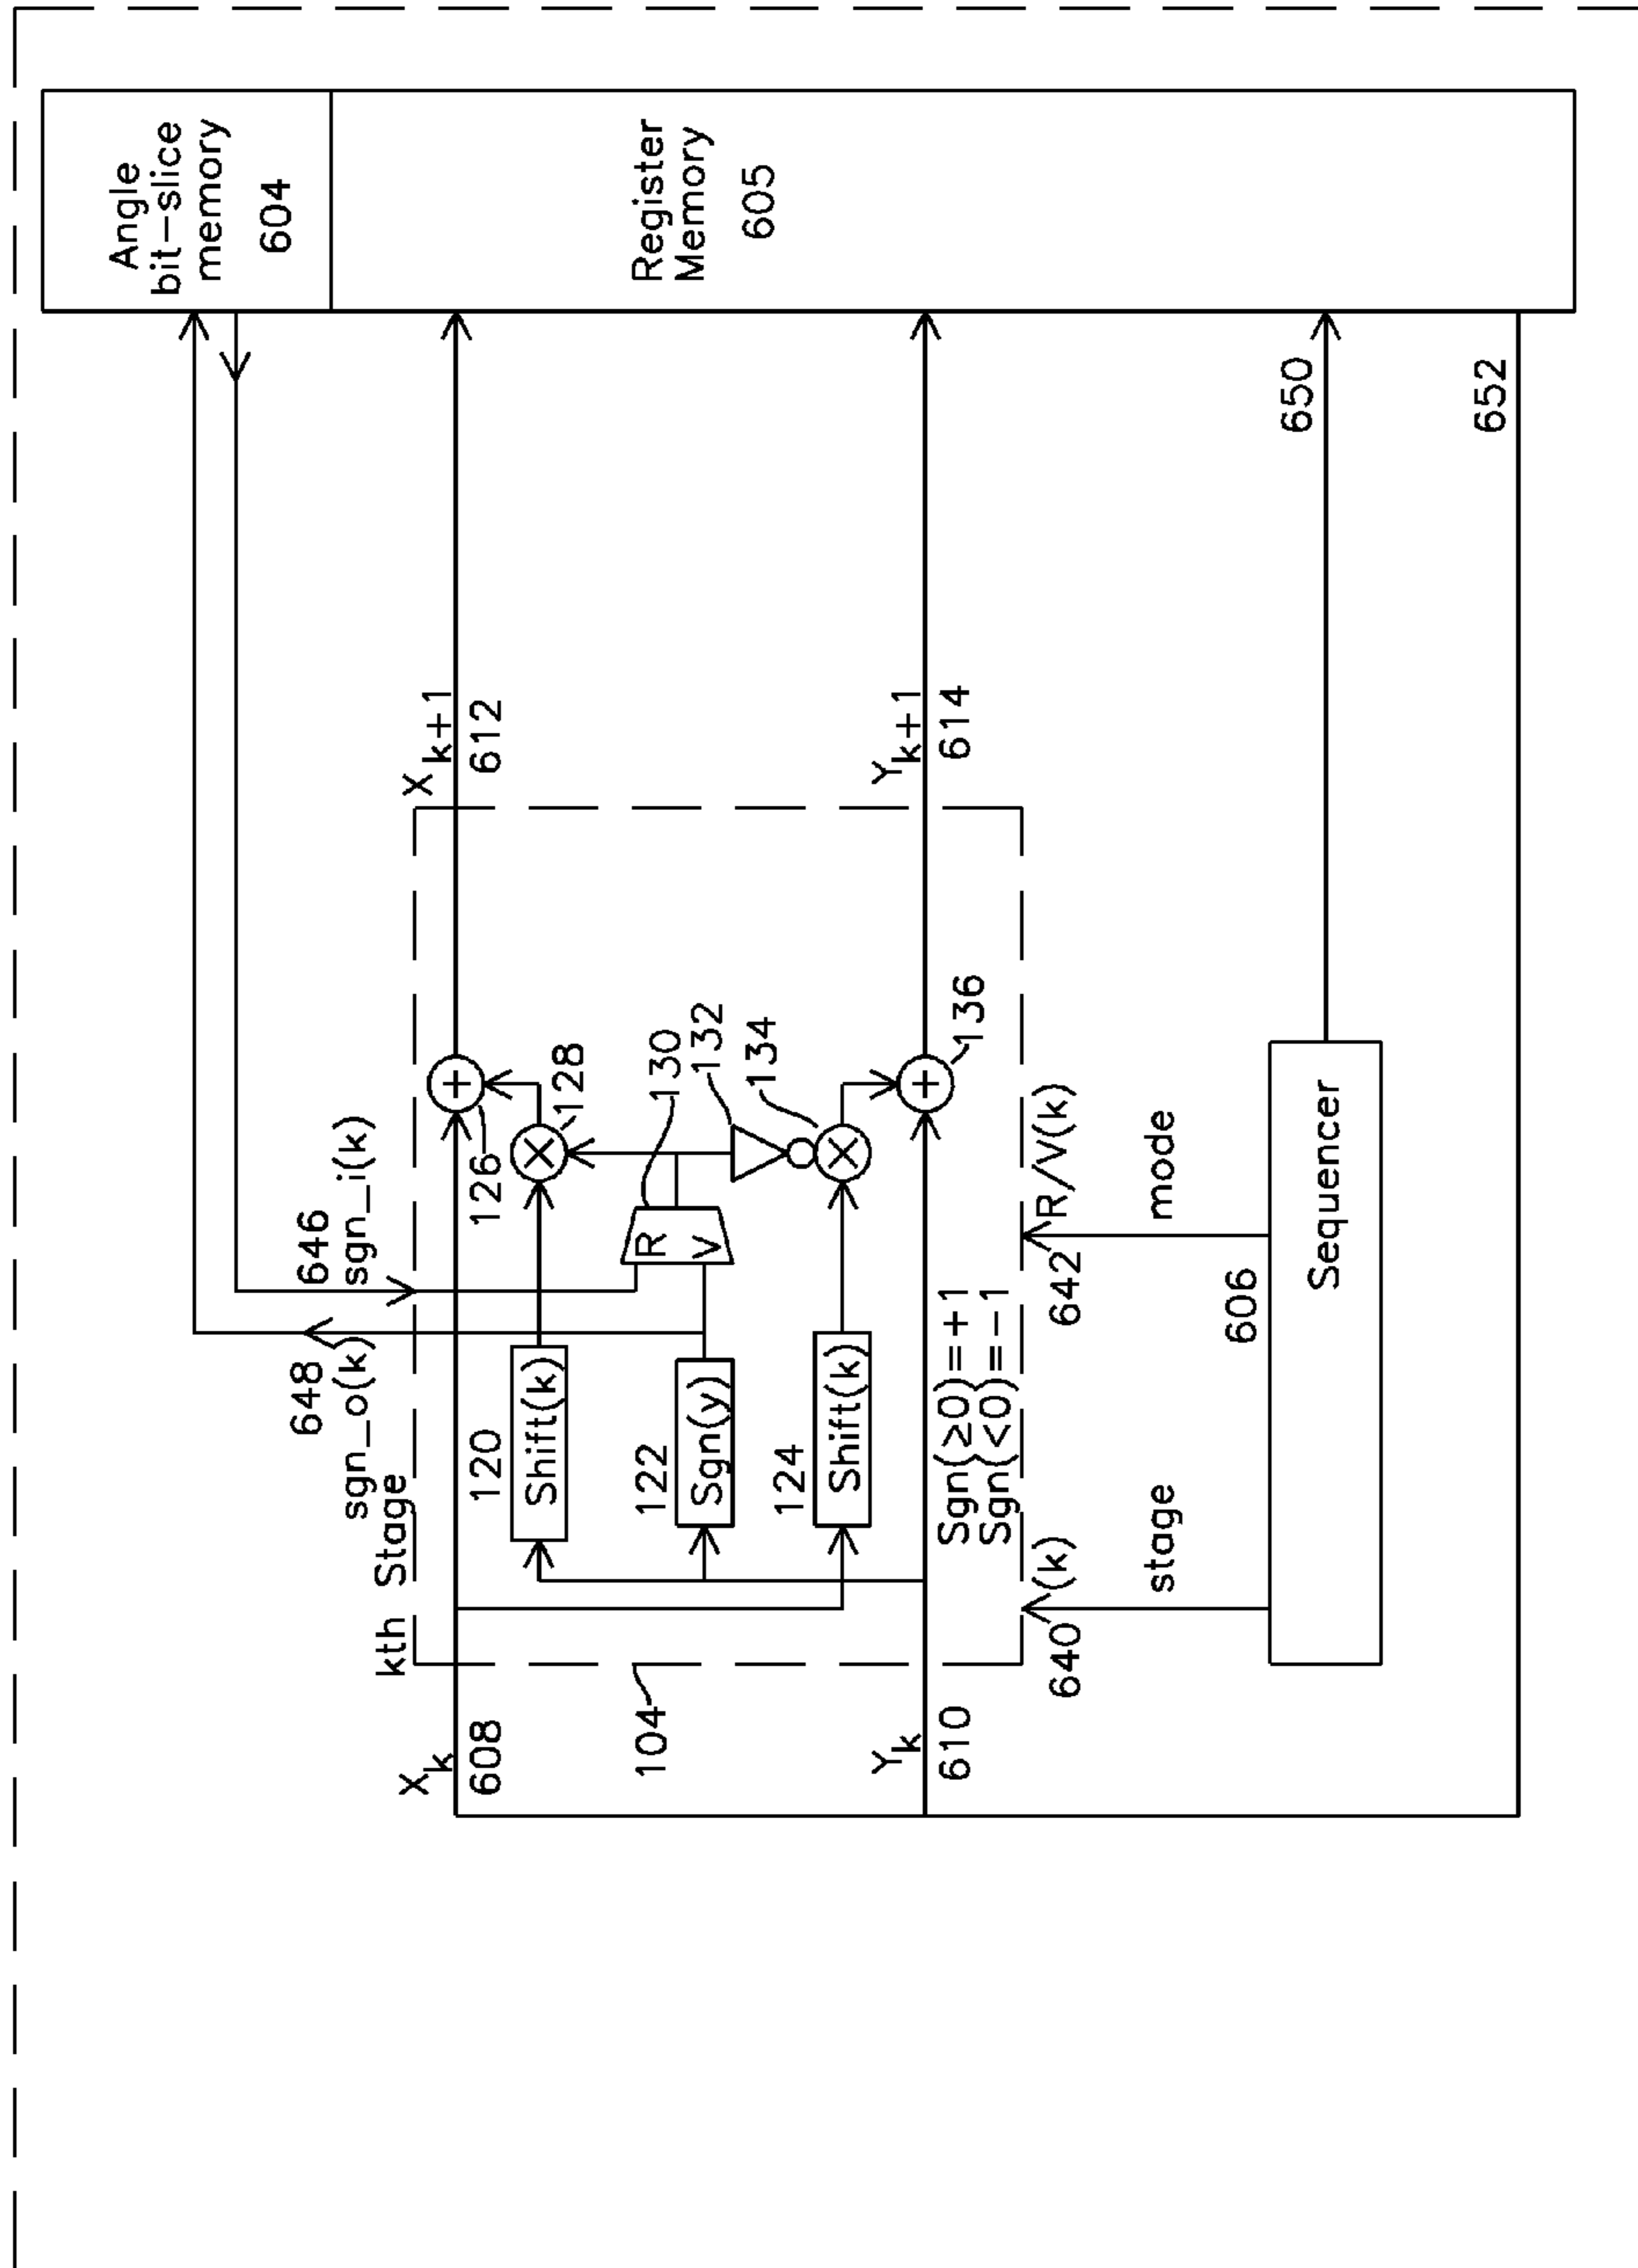 Angle
bit-slice
memory
604
Register
Memory
605
646
sgn_i(k)
648
sgn_o(k)
kth Stage
X k
608
X k+1
612
126
128
120
Shift(k)
130
132
134
R
V
122
Sgn(y)
124
Shift(k)
104
136
Y k
610
Y k+1
614
Sgn(≥0)=+1
Sgn(<0)=-1
640
(k)
stage
642
R/V(k)
mode
606
Sequencer
650
652